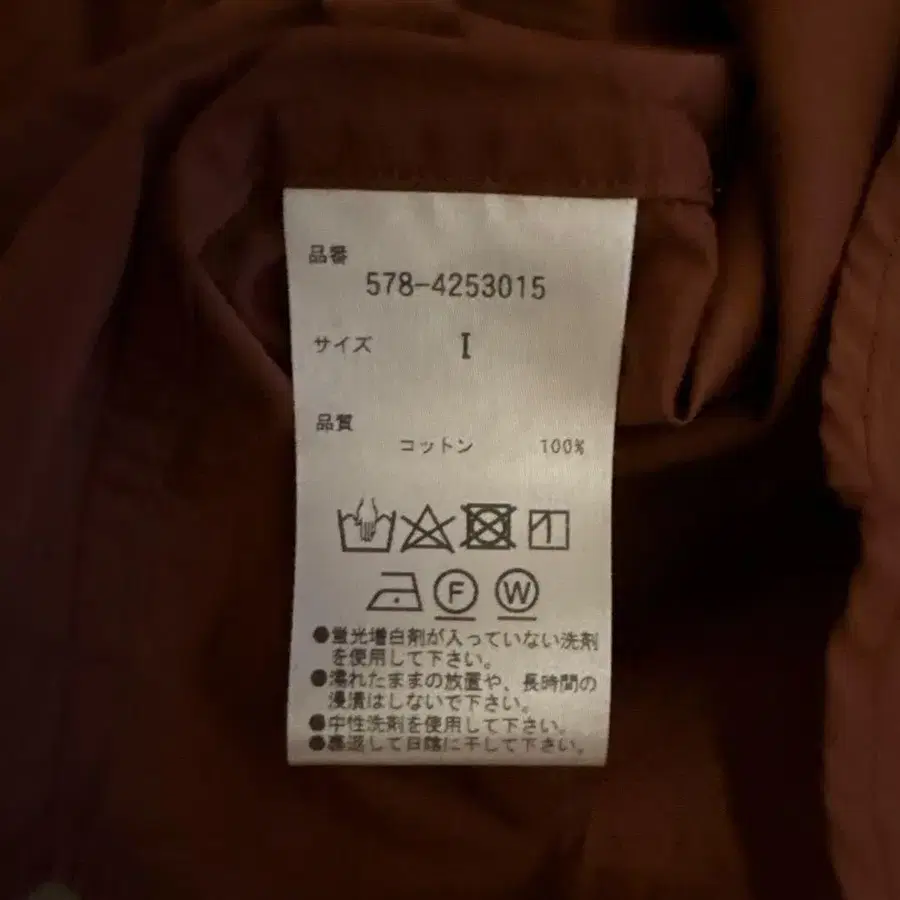 品番
578-4253015
サイズ I
品質
コットン 100%
F W
●蛍光増白剤が入っていない洗剤
を使用して下さい。
●濡れたままの放置や、長時間の
浸漬はしないで下さい。
●中性洗剤を使用して下さい。
●裏返して日陰に干して下さい。